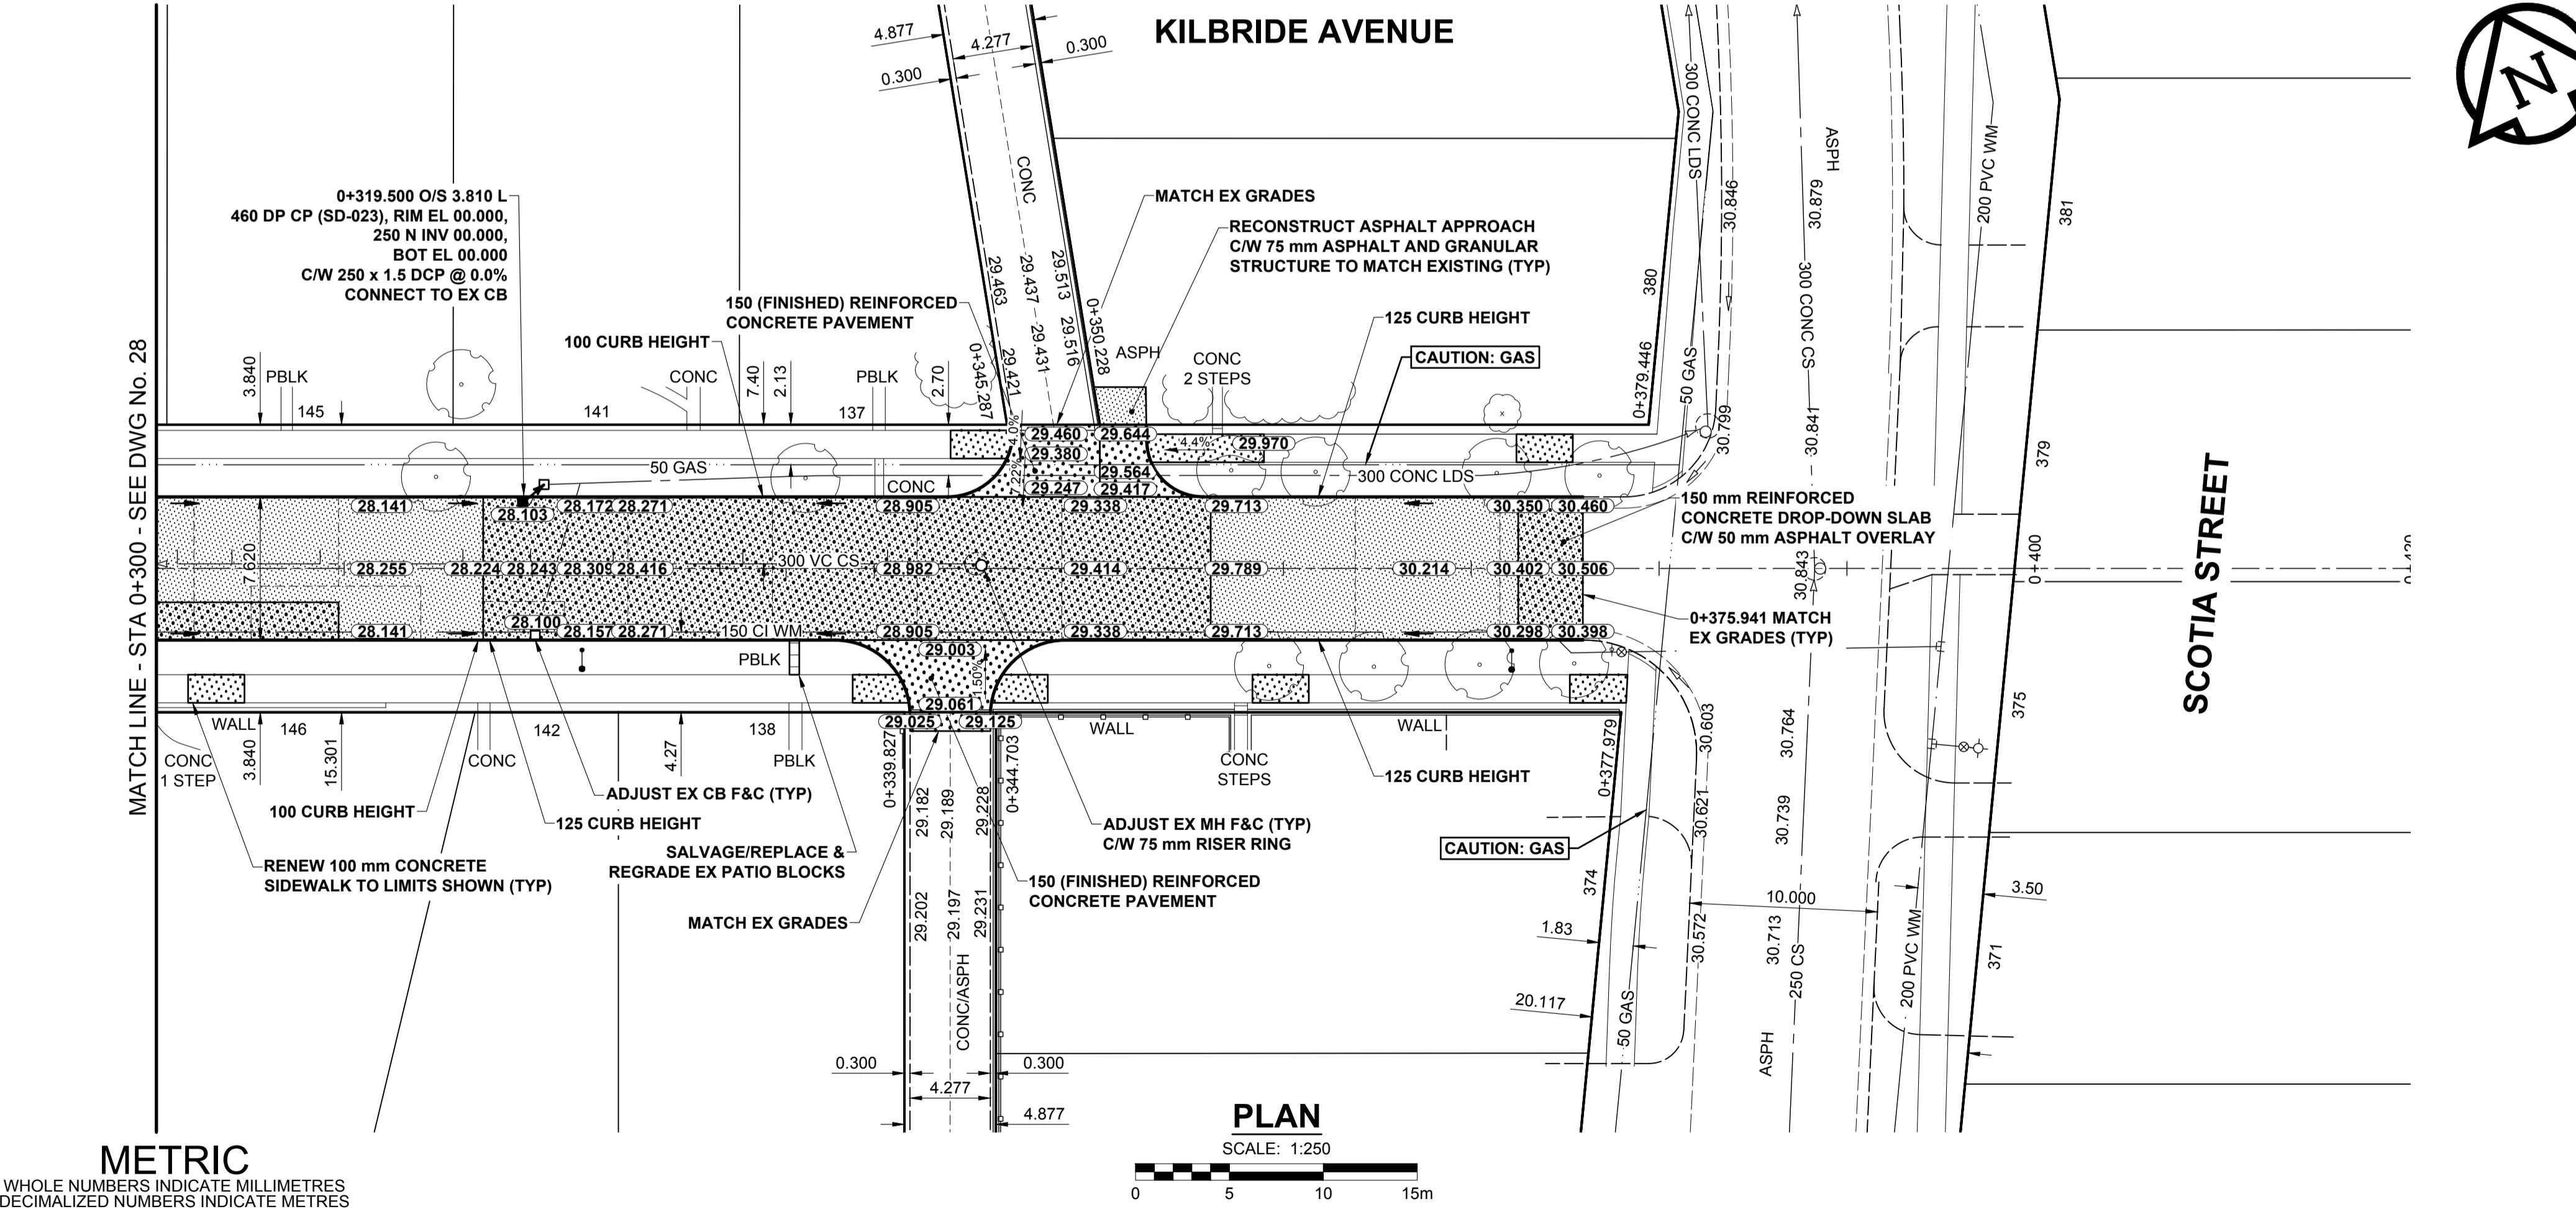 KILBRIDE AVENUE
N
4.877
4.277
0.300
0.300
CONC
300 CONC LDS
30.846
30.879
ASPH
200 PVC WM
381
0+319.500 O/S 3.810 L
460 DP CP (SD-023), RIM EL 00.000,
250 N INV 00.000,
BOT EL 00.000
C/W 250 x 1.5 DCP @ 0.0%
CONNECT TO EX CB
MATCH EX GRADES
RECONSTRUCT ASPHALT APPROACH
C/W 75 mm ASPHALT AND GRANULAR
STRUCTURE TO MATCH EXISTING (TYP)
150 (FINISHED) REINFORCED
CONCRETE PAVEMENT
100 CURB HEIGHT
125 CURB HEIGHT
CAUTION: GAS
29.463
29.437
29.513
29.421
29.431
29.516
0+345.287
0+350.228
ASPH
CONC
2 STEPS
380
0+379.446
50 GAS
300 CONC CS
30.799
30.841
379
MATCH LINE - STA 0+300 - SEE DWG No. 28
3.840
PBLK
145
141
CONC
7.40
2.13
PBLK
137
2.70
4.0%
29.460
29.644
4.4%
29.970
29.380
29.564
7.22%
29.247
29.417
50 GAS
CONC
300 CONC LDS
28.141
28.103
28.172
28.271
28.905
29.338
29.713
30.350
30.460
150 mm REINFORCED
CONCRETE DROP-DOWN SLAB
C/W 50 mm ASPHALT OVERLAY
7.620
300 VC CS
28.255
28.224
28.243
28.309
28.416
28.982
29.414
29.789
30.214
30.402
30.506
30.843
0+400
0+420
SCOTIA STREET
28.141
28.100
28.157
28.271
150 CI WM
28.905
29.338
29.713
30.298
30.398
0+375.941 MATCH
EX GRADES (TYP)
PBLK
29.003
1.50%
29.061
29.025
29.125
WALL
146
3.840
15.301
CONC
1 STEP
CONC
142
4.27
138
PBLK
0+339.827
0+344.703
WALL
CONC
STEPS
WALL
0+377.979
30.603
30.764
375
100 CURB HEIGHT
ADJUST EX CB F&C (TYP)
125 CURB HEIGHT
RENEW 100 mm CONCRETE
SIDEWALK TO LIMITS SHOWN (TYP)
SALVAGE/REPLACE &
REGRADE EX PATIO BLOCKS
MATCH EX GRADES
29.182
29.189
29.228
125 CURB HEIGHT
ADJUST EX MH F&C (TYP)
C/W 75 mm RISER RING
CAUTION: GAS
30.621
30.739
150 (FINISHED) REINFORCED
CONCRETE PAVEMENT
29.202
29.197
29.231
374
10.000
3.50
1.83
30.572
30.713
250 CS
200 PVC WM
371
CONC/ASPH
20.117
50 GAS
ASPH
0.300
0.300
4.277
4.877
PLAN
SCALE: 1:250
0 5 10 15m
METRIC
WHOLE NUMBERS INDICATE MILLIMETRES
DECIMALIZED NUMBERS INDICATE METRES